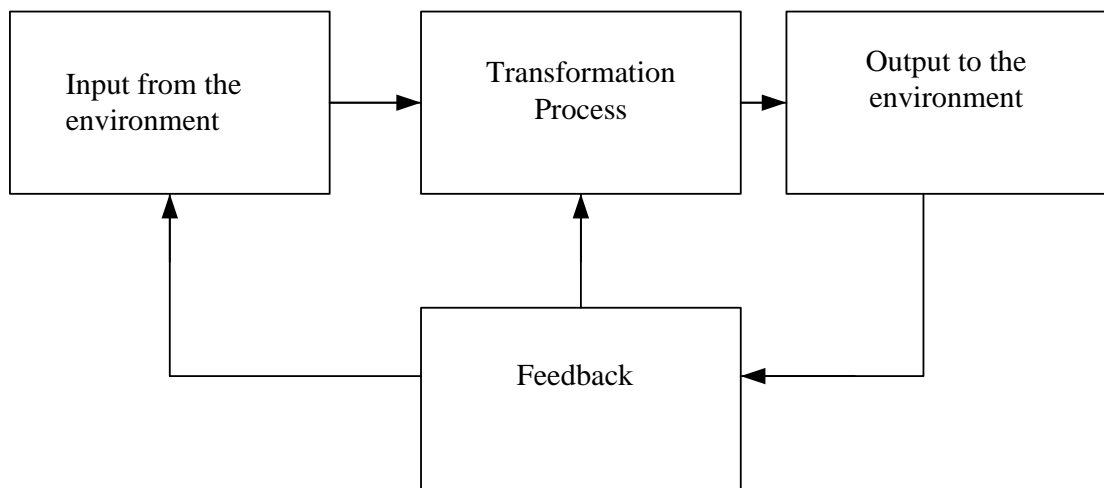 Input from the
environment
Transformation
Process
Output to the
environment
Feedback